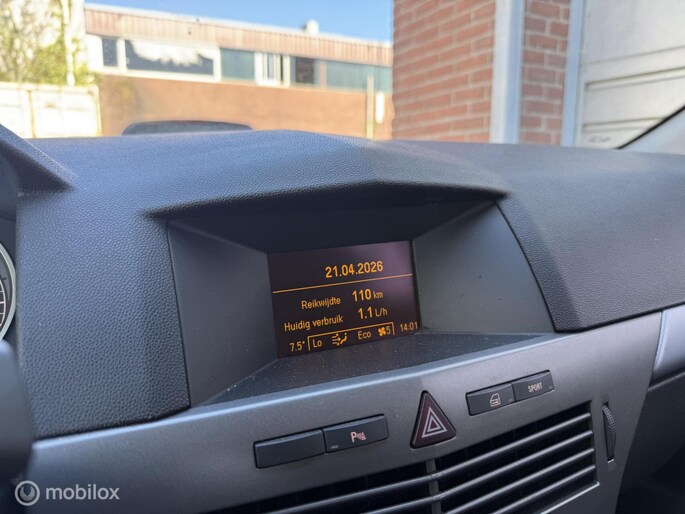 21.04.2026
Reikwijdte 110 km
Huidig verbruik 1.1 L/h
7.5° Lo Eco 5 14:01
P
SPORT
mobilox